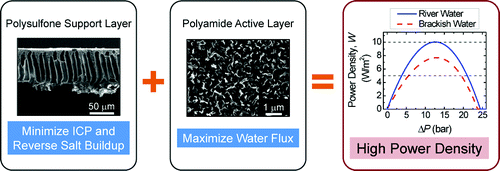 Polysulfone Support Layer
50 μm
Minimize ICP and
Reverse Salt Buildup
+
Polyamide Active Layer
1 μm
Maximize Water Flux
=
River Water
Brackish Water
Power Density, W
(W/m²)
10
8
6
4
2
0
0 5 10 15 20 25
ΔP (bar)
High Power Density